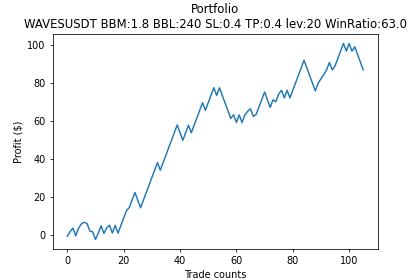 Portfolio
WAVESUSDT BBM:1.8 BBL:240 SL:0.4 TP:0.4 lev:20 WinRatio:63.0
100
80
60
40
20
0
Profit ($)
0 20 40 60 80 100
Trade counts